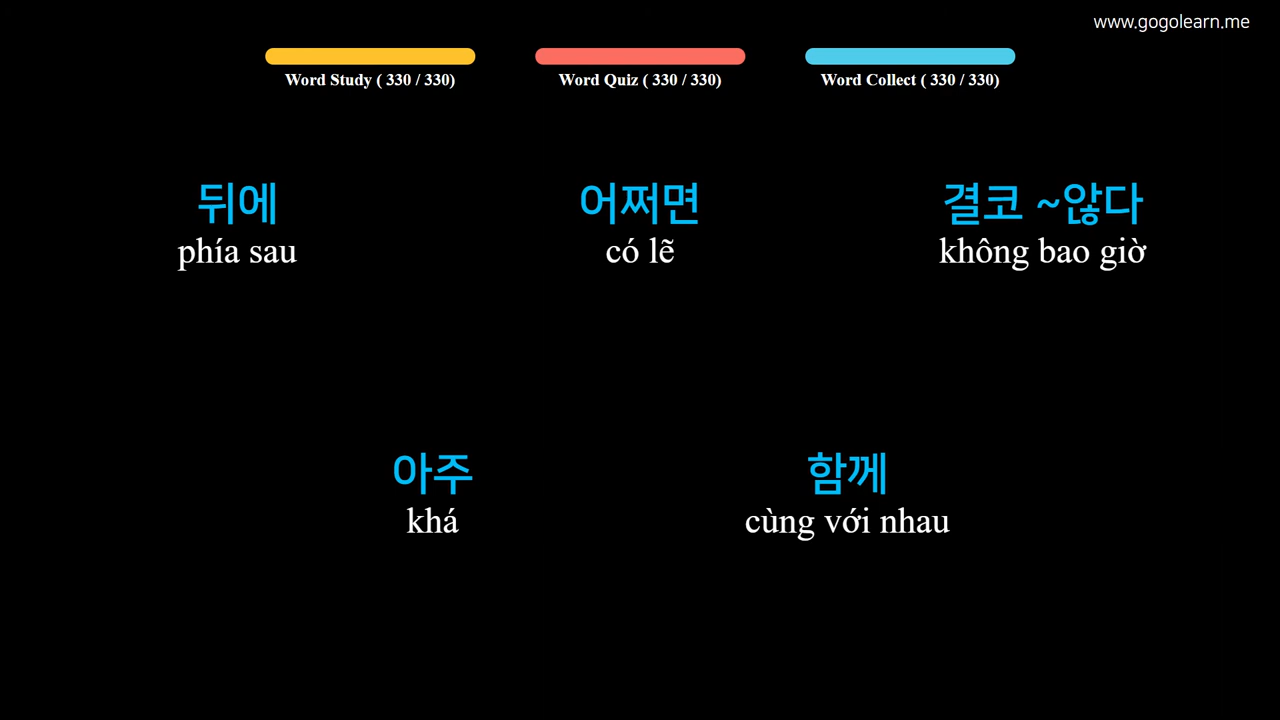 www.gogolearn.me
Word Study ( 330 / 330)
Word Quiz ( 330 / 330)
Word Collect ( 330 / 330)
뒤에
phía sau
어쩌면
có lẽ
결코 ~않다
không bao giờ
아주
khá
함께
cùng với nhau